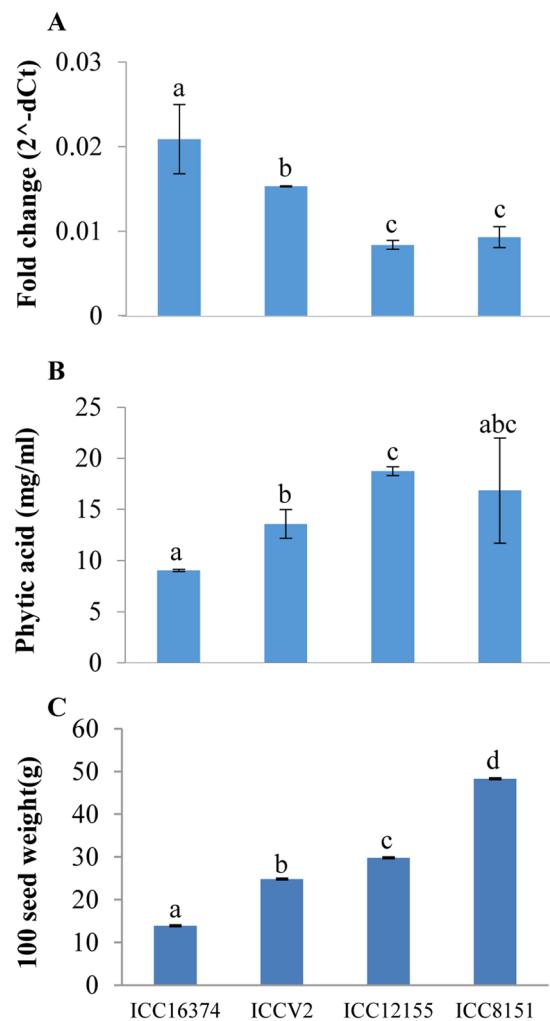 A
Fold change (2^-dCt)
0.03
0.02
0.01
0
a
b
c
c
B
Phytic acid (mg/ml)
25
20
15
10
5
0
a
b
c
abc
C
100 seed weight(g)
60
50
40
30
20
10
0
a
b
c
d
ICC16374 ICCV2 ICC12155 ICC8151